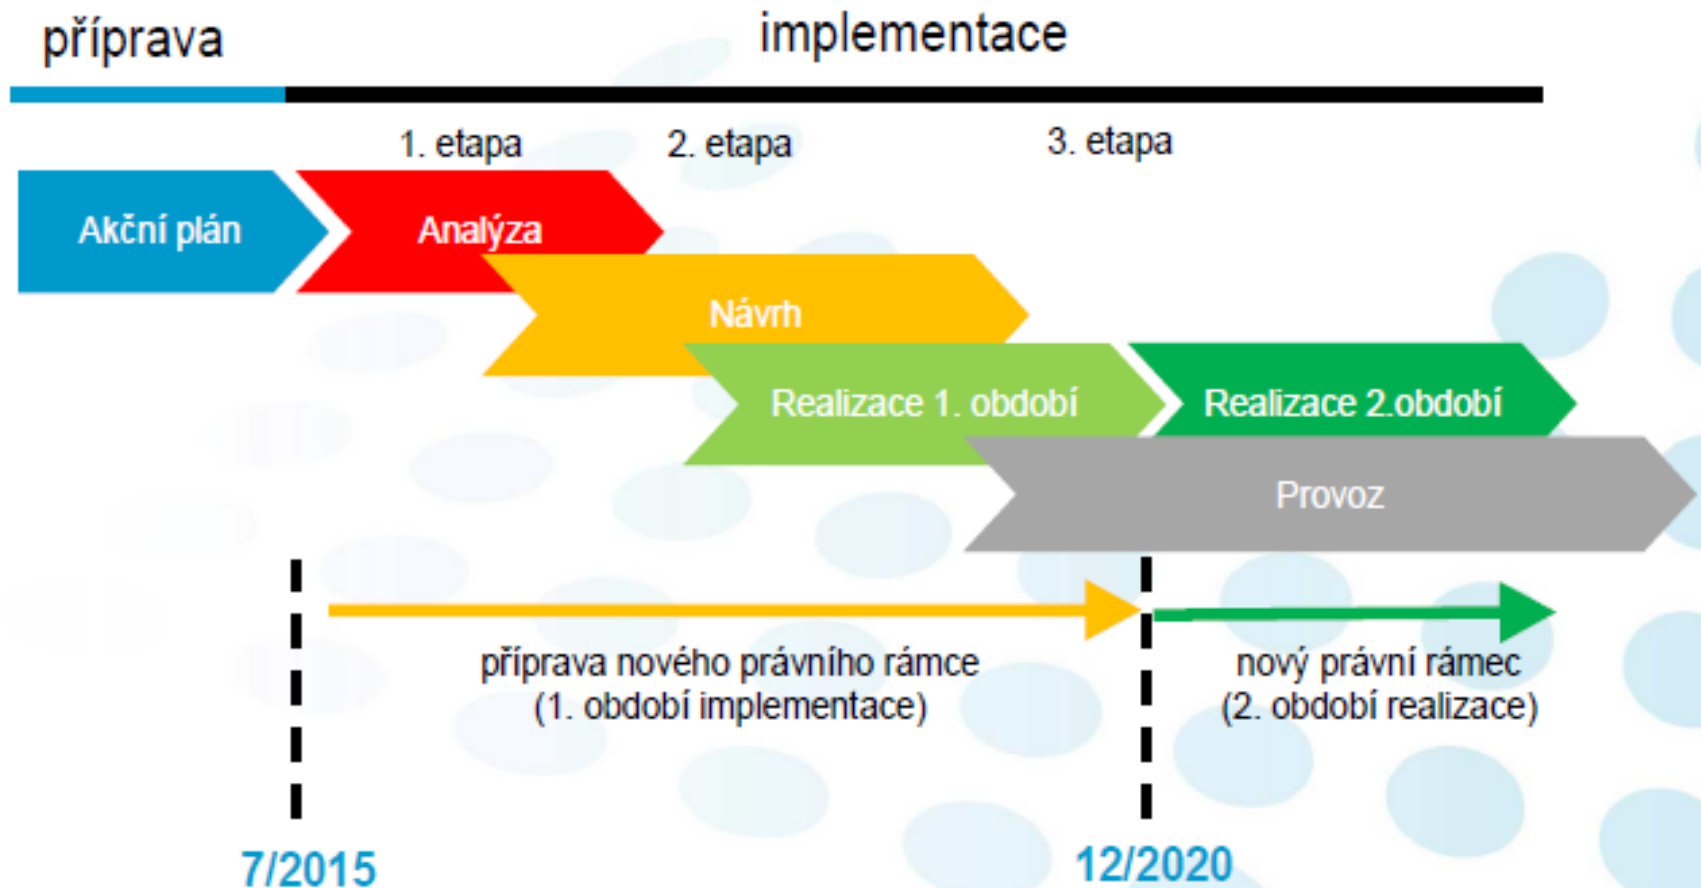 příprava
implementace
1. etapa
2. etapa
3. etapa
Akční plán
Analýza
Návrh
Realizace 1. období
Realizace 2.období
Provoz
příprava nového právního rámce
(1. období implementace)
nový právní rámec
(2. období realizace)
7/2015
12/2020